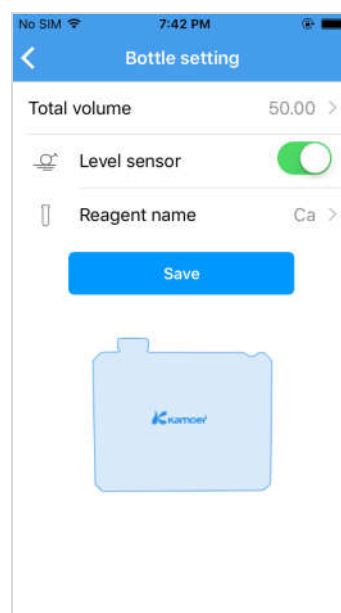 No SIM 7:42 PM
Bottle setting
Total volume 50.00
Level sensor
Reagent name Ca
Save
Kamoer